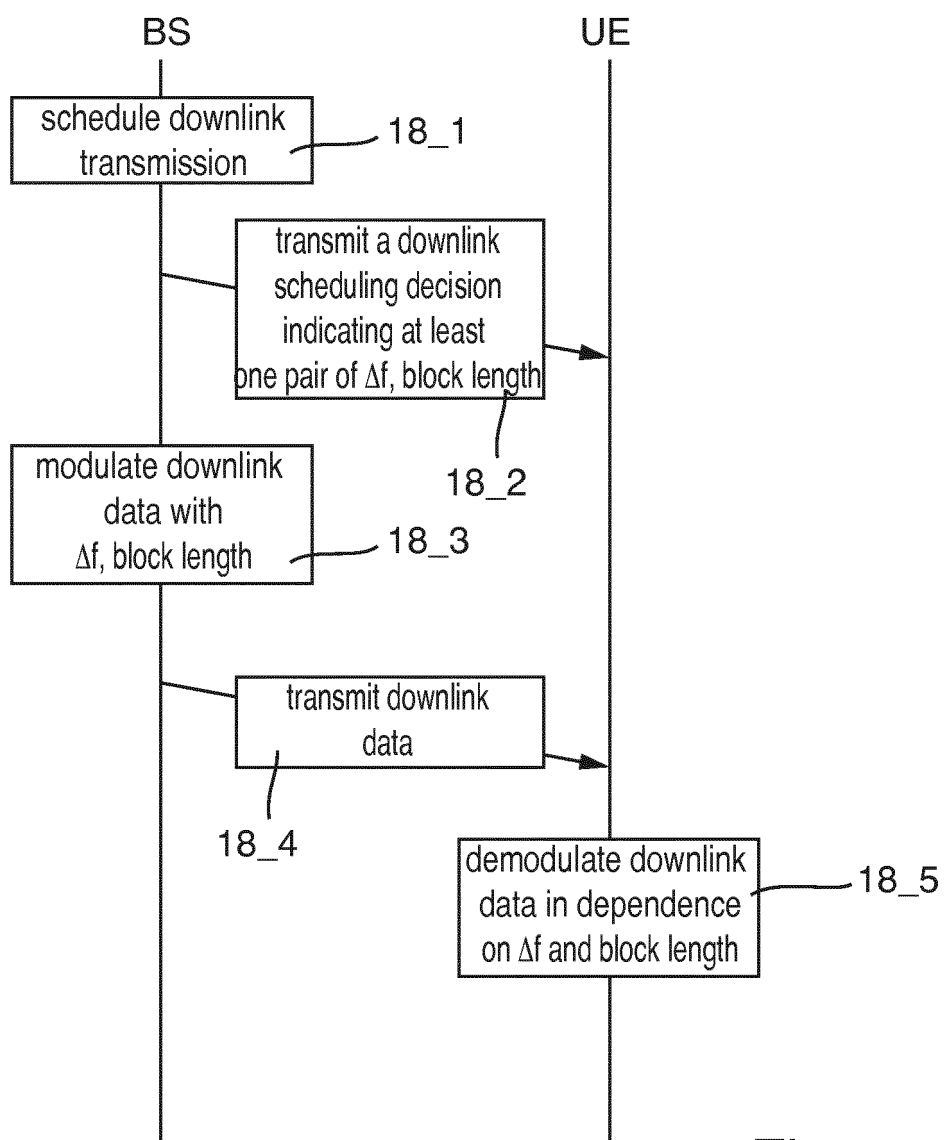 BS
UE
schedule downlink
transmission
18_1
transmit a downlink
scheduling decision
indicating at least
one pair of Δf, block length
18_2
modulate downlink
data with
Δf, block length
18_3
transmit downlink
data
18_4
demodulate downlink
data in dependence
on Δf and block length
18_5